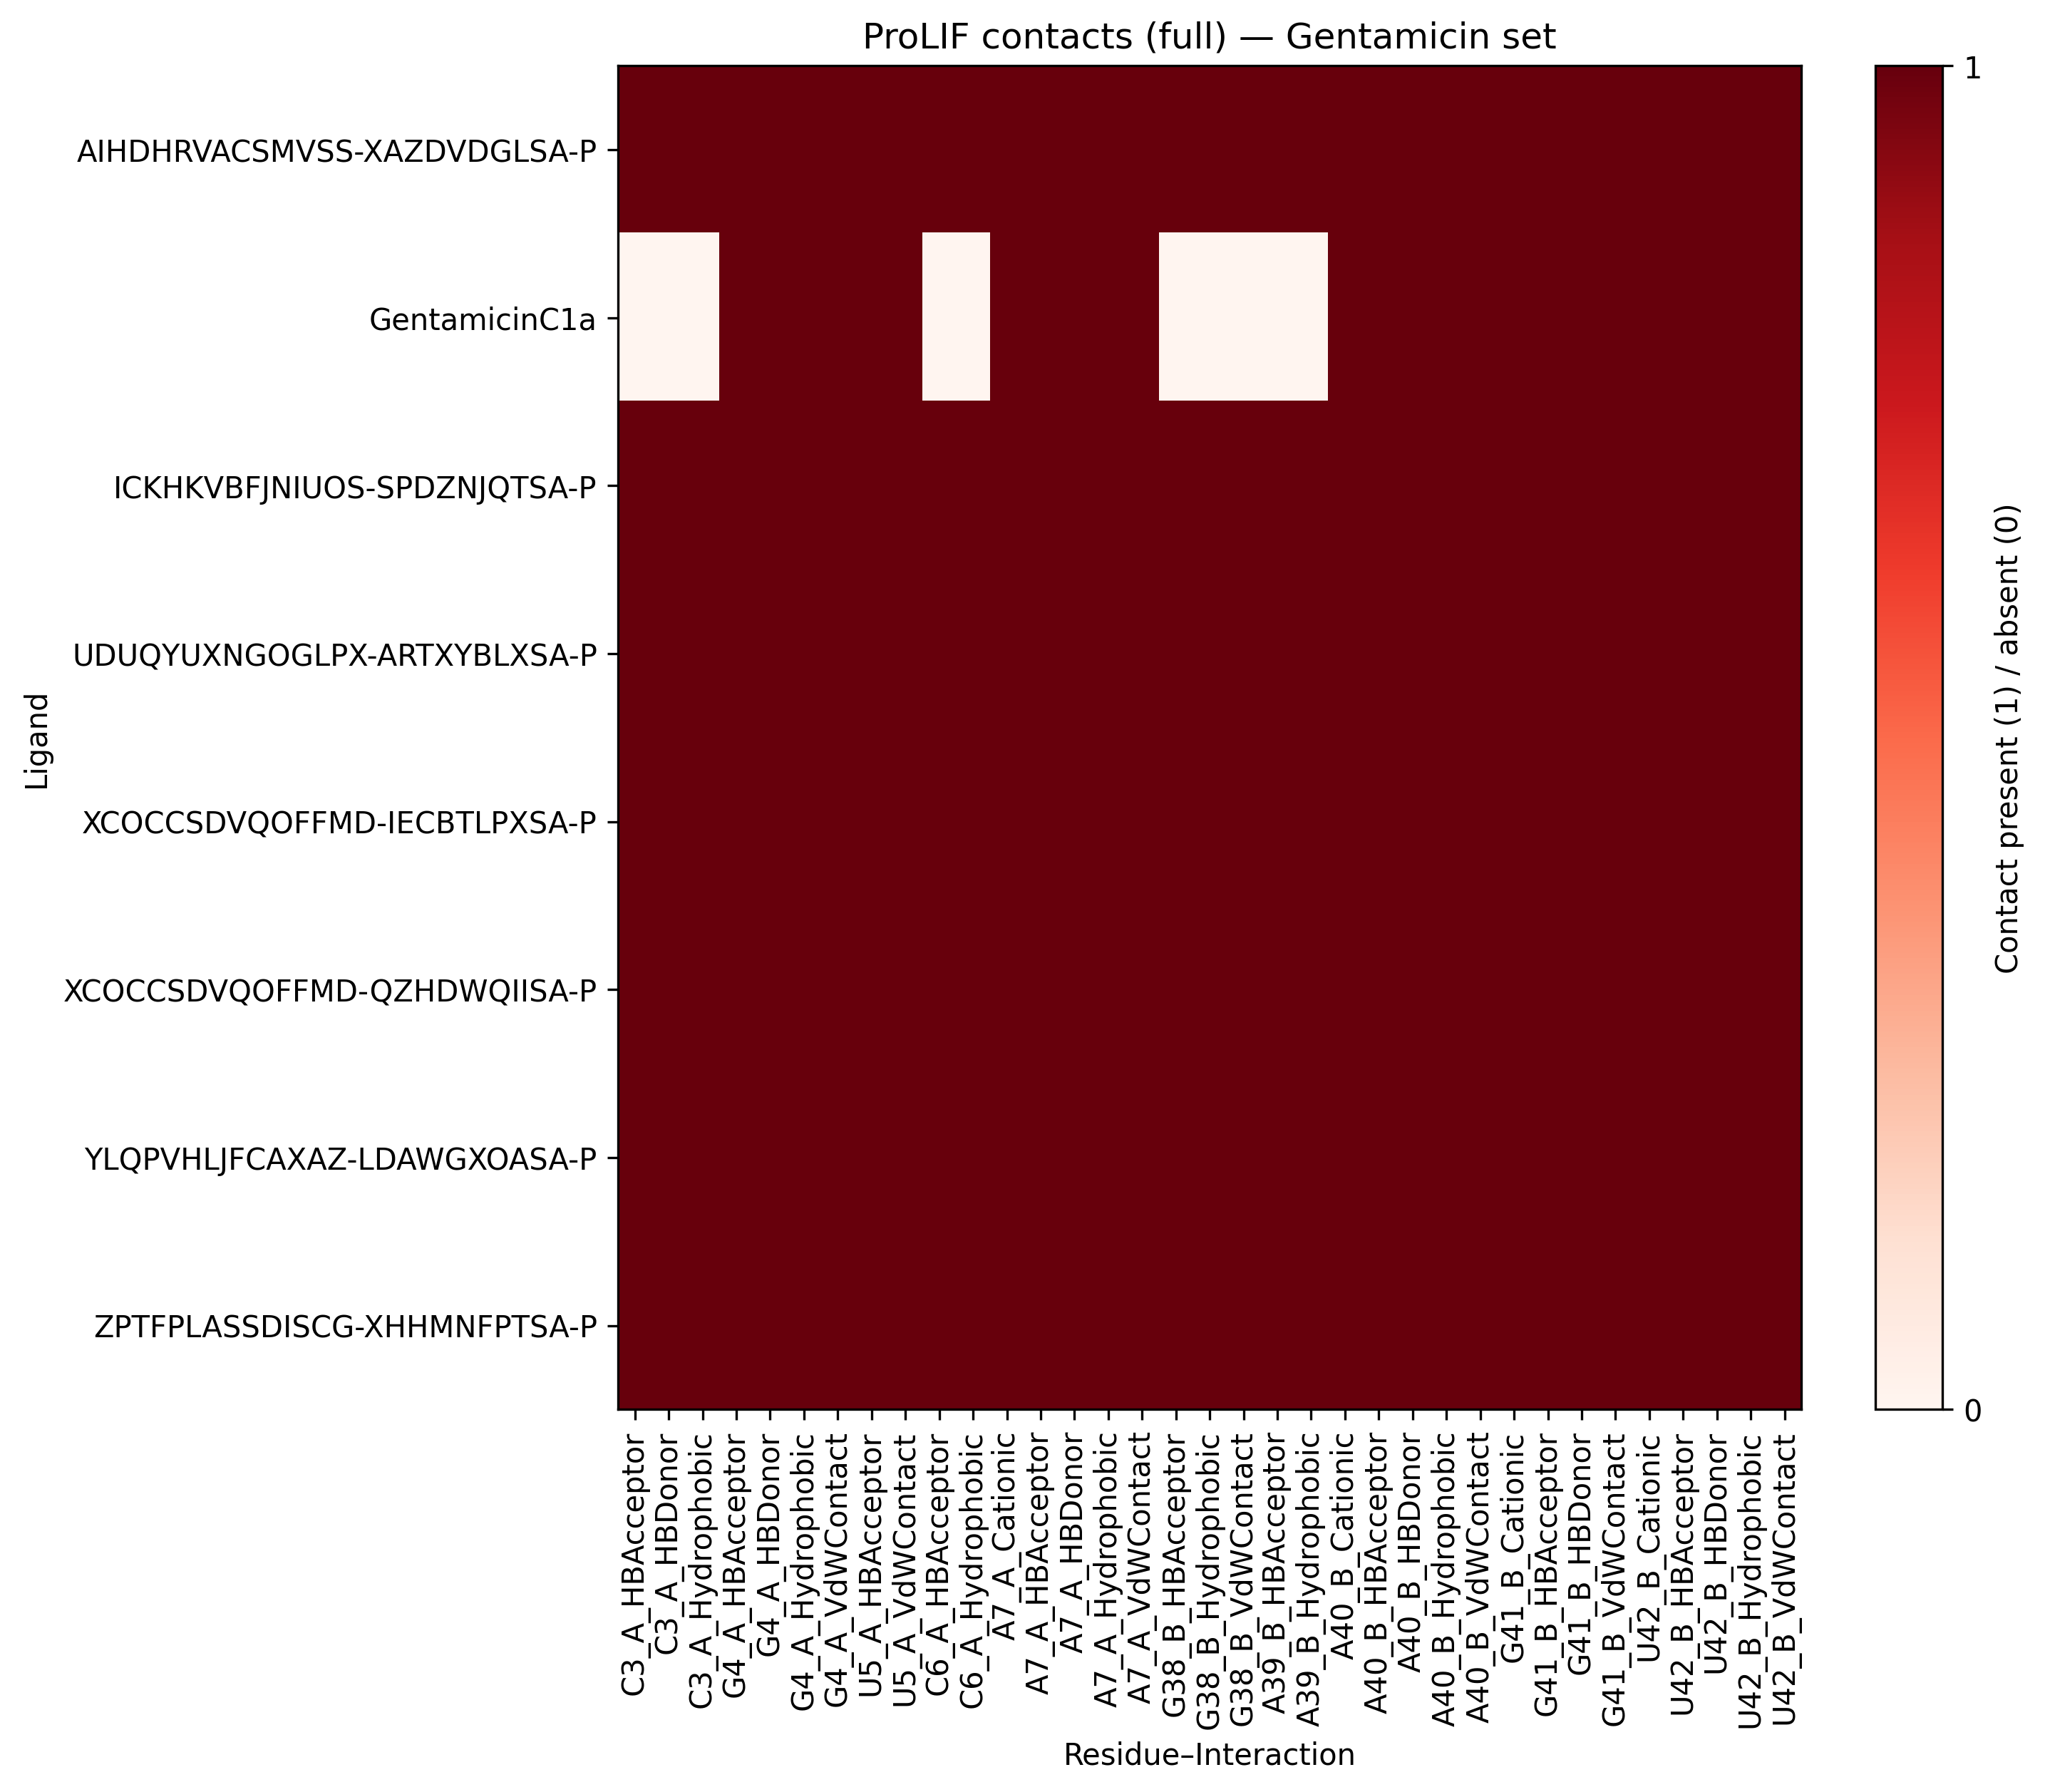 ProLIF contacts (full) — Gentamicin set
Ligand
AIHDHRVACSMVSS-XAZDVDGLSA-P
GentamicinC1a
ICKHKVBFJNIUOS-SPDZNJQTSA-P
UDUQYUXNGOGLPX-ARTXYBLXSA-P
XCOCCSDVQOFFMD-IECBTLPXSA-P
XCOCCSDVQOFFMD-QZHDWQIISA-P
YLQPVHLJFCAXAZ-LDAWGXOASA-P
ZPTFPLASSDISCG-XHHMNFPTSA-P
C3_A_HBAcceptor
C3_A_HBDonor
C3_A_Hydrophobic
G4_A_HBAcceptor
G4_A_HBDonor
G4_A_Hydrophobic
G4_A_VdWContact
U5_A_HBAcceptor
U5_A_VdWContact
C6_A_HBAcceptor
C6_A_Hydrophobic
A7_A_Cationic
A7_A_HBAcceptor
A7_A_HBDonor
A7_A_Hydrophobic
A7_A_VdWContact
G38_B_HBAcceptor
G38_B_Hydrophobic
G38_B_VdWContact
A39_B_HBAcceptor
A39_B_Hydrophobic
A40_B_Cationic
A40_B_HBAcceptor
A40_B_HBDonor
A40_B_Hydrophobic
A40_B_VdWContact
G41_B_Cationic
G41_B_HBAcceptor
G41_B_HBDonor
G41_B_VdWContact
U42_B_Cationic
U42_B_HBAcceptor
U42_B_HBDonor
U42_B_Hydrophobic
U42_B_VdWContact
Residue–Interaction
1
0
Contact present (1) / absent (0)